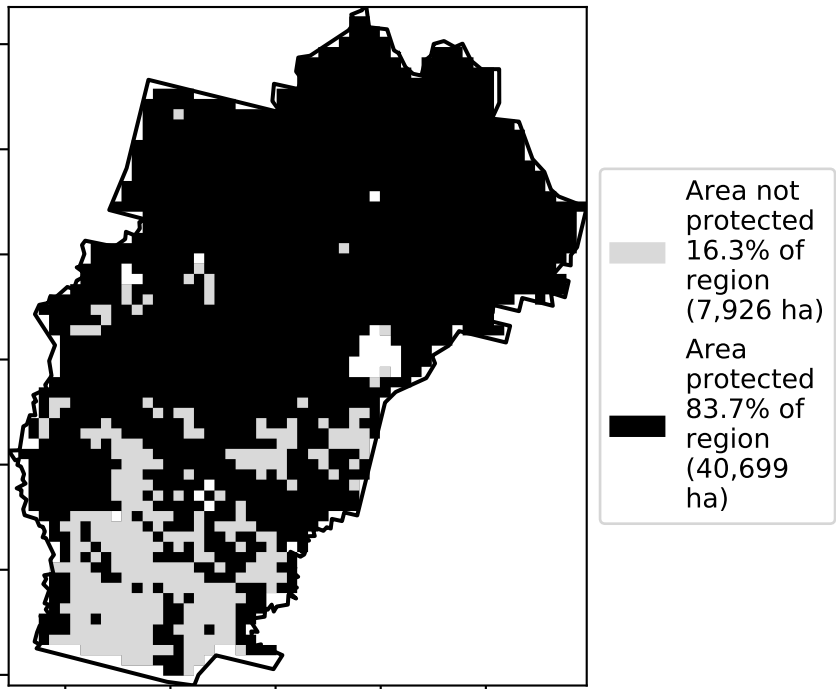 Area not
protected
16.3% of
region
(7,926 ha)
Area
protected
83.7% of
region
(40,699
ha)